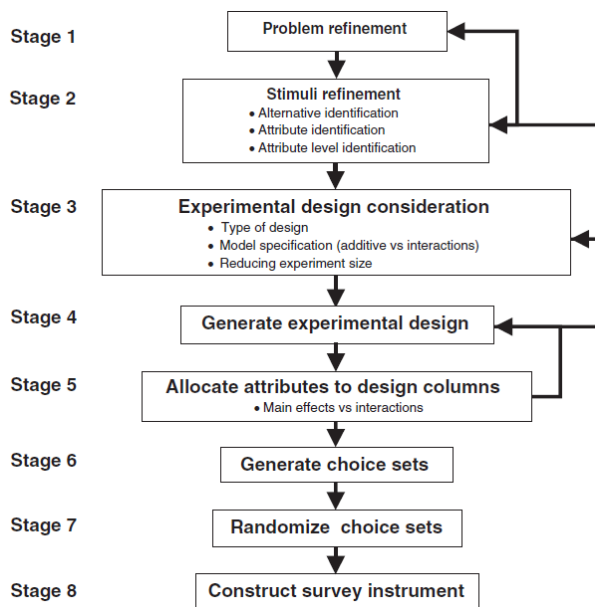 Stage 1
Problem refinement
Stage 2
Stimuli refinement
• Alternative identification
• Attribute identification
• Attribute level identification
Stage 3
Experimental design consideration
• Type of design
• Model specification (additive vs interactions)
• Reducing experiment size
Stage 4
Generate experimental design
Stage 5
Allocate attributes to design columns
• Main effects vs interactions
Stage 6
Generate choice sets
Stage 7
Randomize choice sets
Stage 8
Construct survey instrument